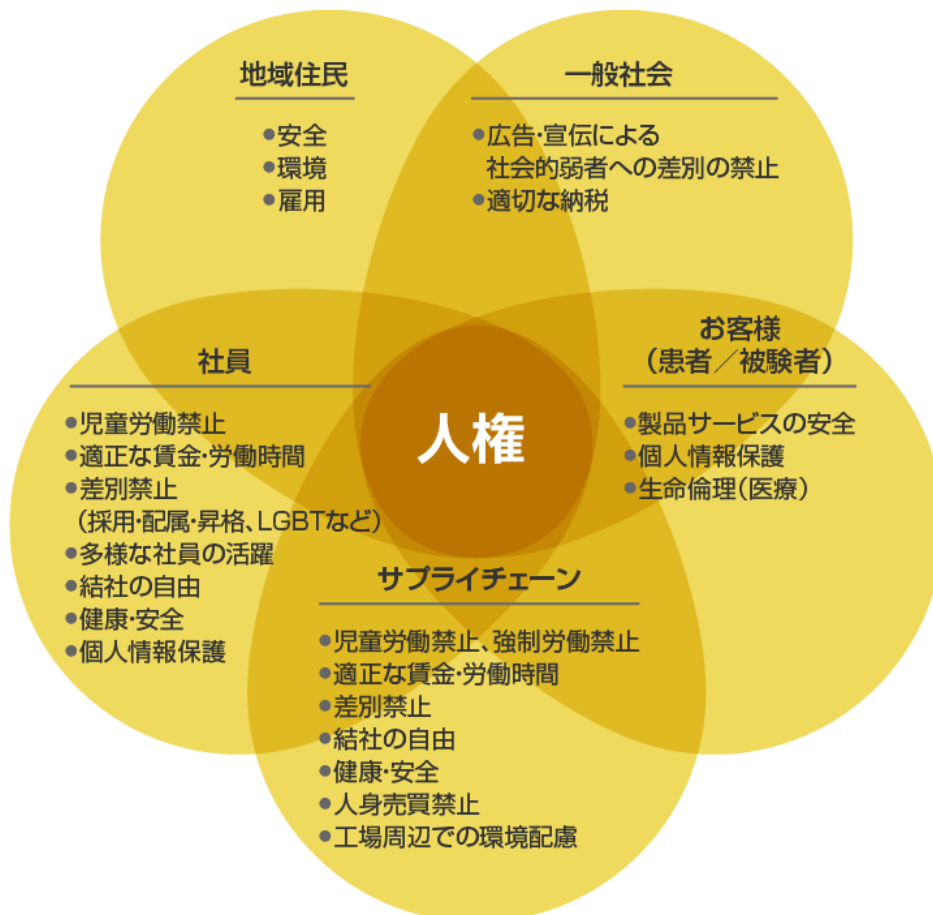 地域住民
●安全
●環境
●雇用
一般社会
●広告・宣伝による
社会的弱者への差別の禁止
●適切な納税
社員
●児童労働禁止
●適正な賃金・労働時間
●差別禁止
（採用・配属・昇格、LGBTなど）
●多様な社員の活躍
●結社の自由
●健康・安全
●個人情報保護
人権
お客様
（患者／被験者）
●製品サービスの安全
●個人情報保護
●生命倫理（医療）
サプライチェーン
●児童労働禁止、強制労働禁止
●適正な賃金・労働時間
●差別禁止
●結社の自由
●健康・安全
●人身売買禁止
●工場周辺での環境配慮